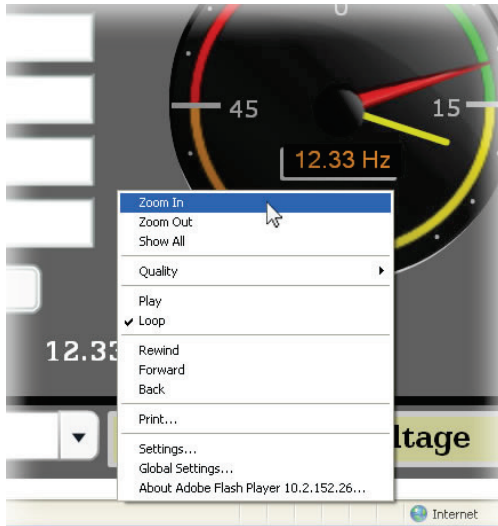 0
45
15
12.33 Hz
Zoom In
Zoom Out
Show All
Quality
Play
Loop
12.33
Rewind
Forward
Back
Print...
ltage
Settings...
Global Settings...
About Adobe Flash Player 10.2.152.26...
Internet